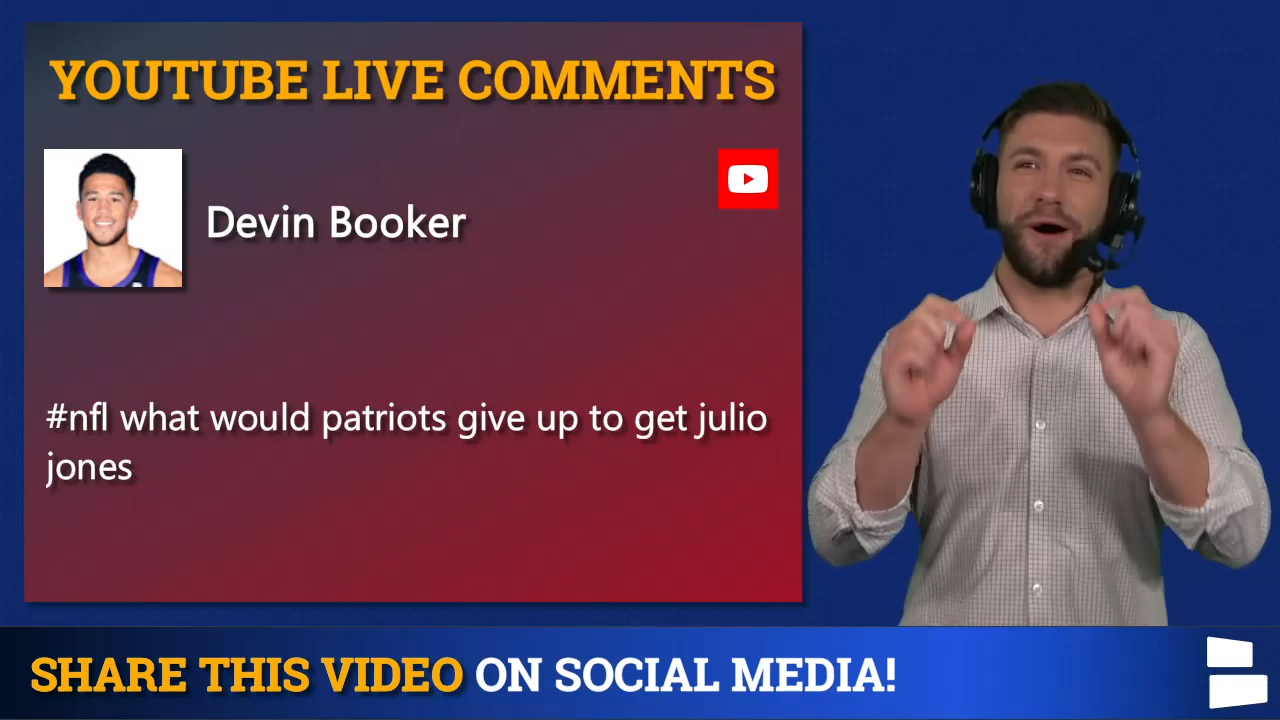 YOUTUBE LIVE COMMENTS
Devin Booker
#nfl what would patriots give up to get julio
jones
SHARE THIS VIDEO ON SOCIAL MEDIA!